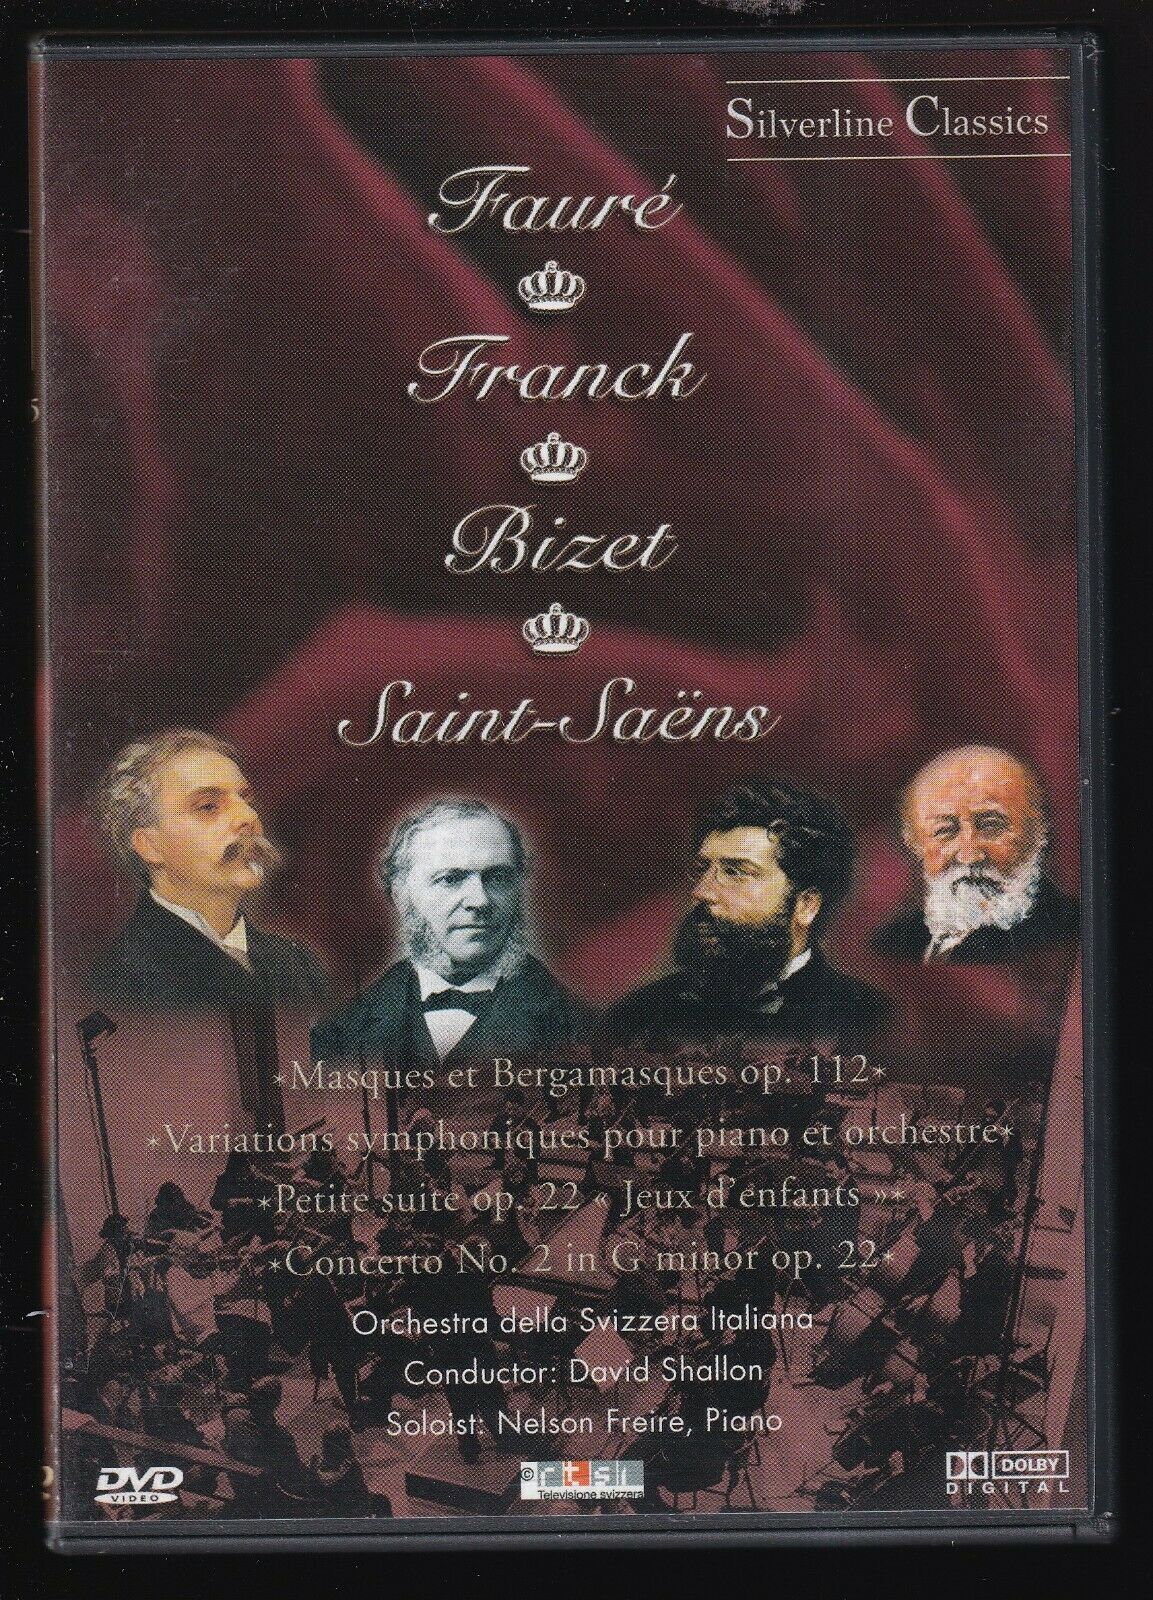 Silverline Classics
Fauré
Franck
Bizet
Saint-Saëns
*Masques et Bergamasques op. 112*
*Variations symphoniques pour piano et orchestre*
*Petite suite op. 22 « Jeux d'enfants »*
*Concerto No. 2 in G minor op. 22*
Orchestra della Svizzera Italiana
Conductor: David Shallon
Soloist: Nelson Freire, Piano
DVD
VIDEO
© rtsi
Televisione svizzera
DOLBY
DIGITAL